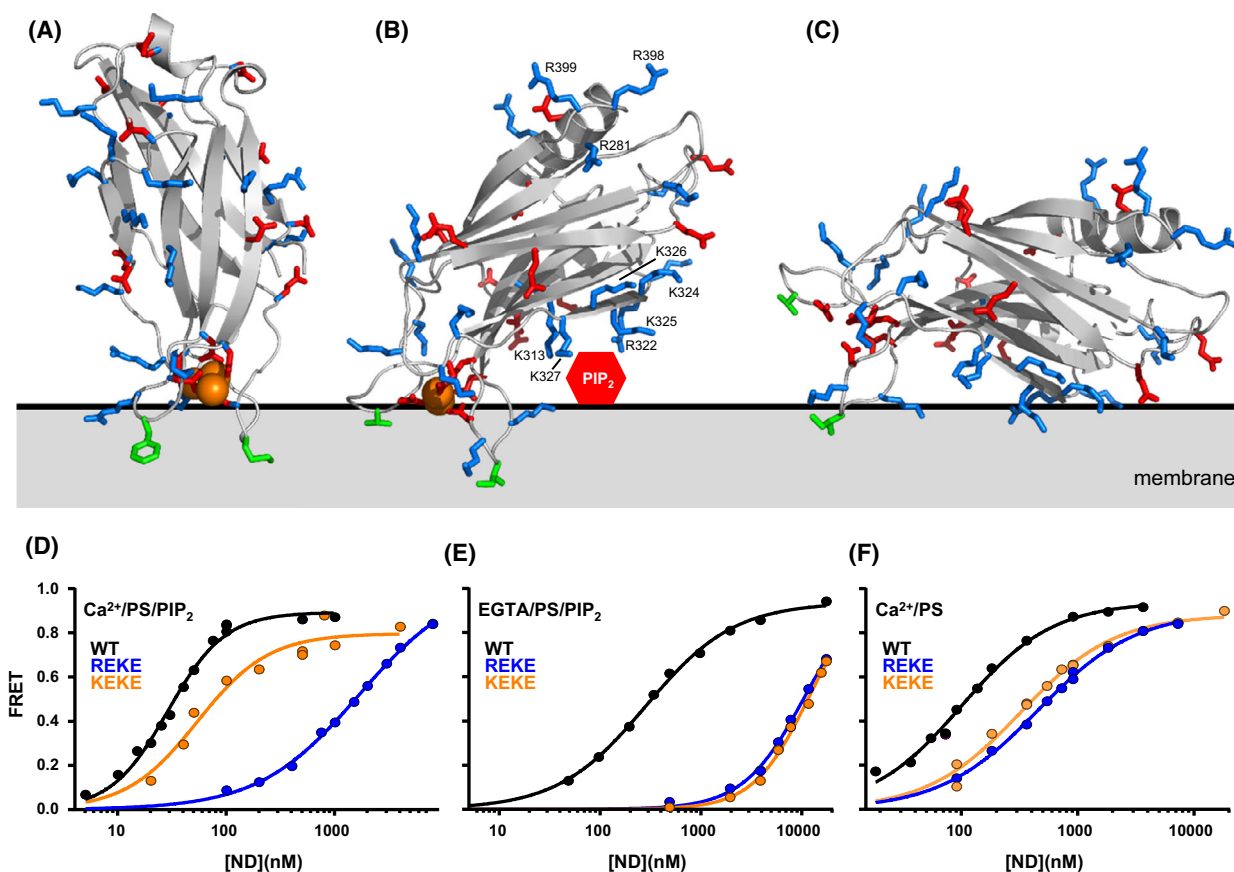 (A)
(B)
(C)
R399
R398
R281
K326
K324
K325
K313
R322
K327
PIP₂
membrane
(D)
(E)
(F)
FRET
1.0
0.8
0.6
0.4
0.2
0.0
Ca²⁺/PS/PIP₂
WT
REKE
KEKE
10 100 1000
[ND](nM)
EGTA/PS/PIP₂
WT
REKE
KEKE
10 100 1000 10000
[ND](nM)
Ca²⁺/PS
WT
REKE
KEKE
100 1000 10000
[ND](nM)